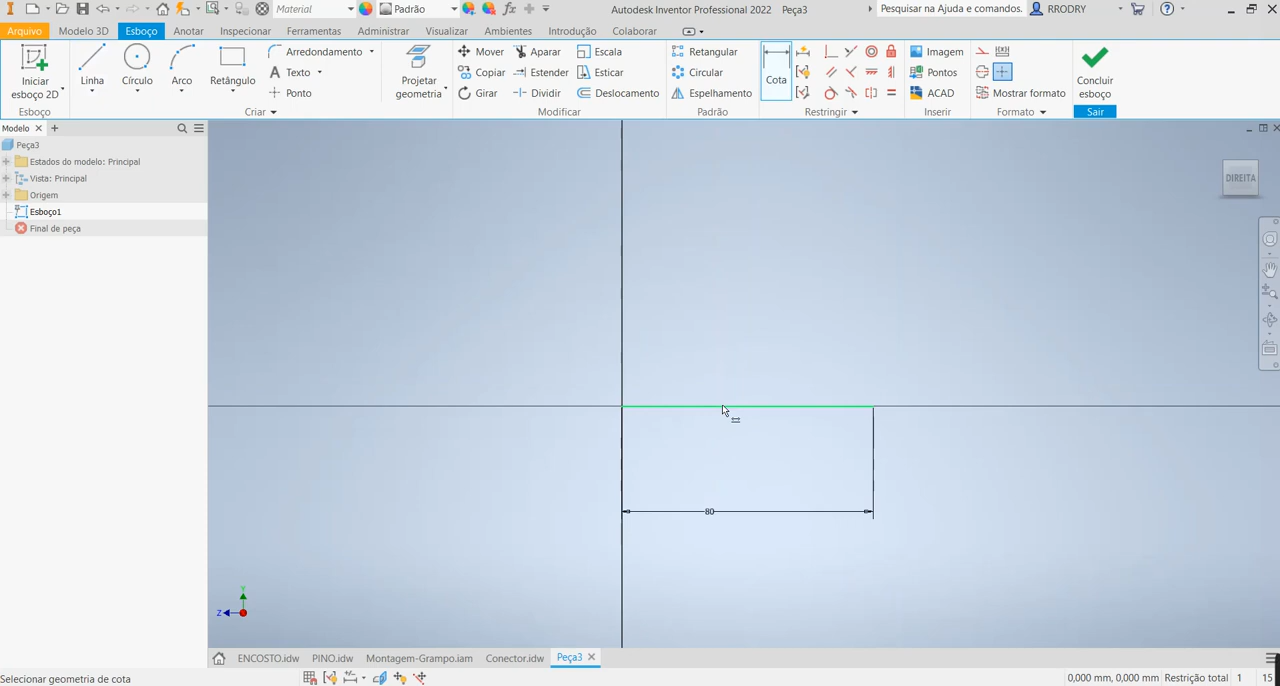 Material
Padrão
fx
Autodesk Inventor Professional 2022 Peça3
Pesquisar na Ajuda e comandos.
RRODRY
Arquivo Modelo 3D Esboço Anotar Inspecionar Ferramentas Administrar Visualizar Ambientes Introdução Colaborar
Iniciar
esboço 2D
Linha
Círculo
Arco
Retângulo
Arredondamento
A Texto
Ponto
Projetar
geometria
Mover
Aparar
Escala
Copiar
Estender
Esticar
Girar
Dividir
Deslocamento
Retangular
Circular
Espelhamento
Cota
Imagem
Pontos
ACAD
Mostrar formato
Concluir
esboço
Esboço
Criar
Modificar
Padrão
Restringir
Inserir
Formato
Sair
Modelo
Peça3
Estados do modelo: Principal
Vista: Principal
Origem
Esboço1
Final de peça
DIREITA
80
Y
Z
ENCOSTO.idw
PINO.idw
Montagem-Grampo.iam
Conector.idw
Peça3
Selecionar geometria de cota
0,000 mm, 0,000 mm Restrição total 1 15